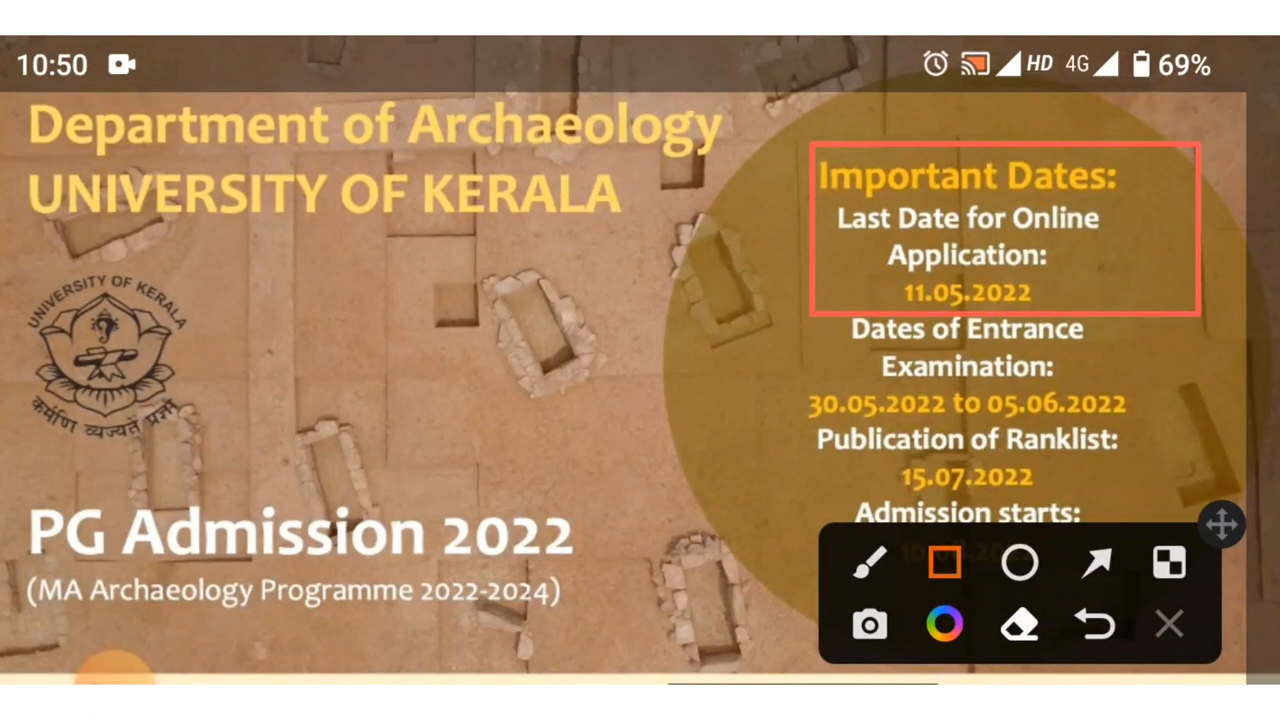 10:50
HD 4G 69%
Department of Archaeology
UNIVERSITY OF KERALA
UNIVERSITY OF KERALA
कर्मणि व्यज्यते प्रज्ञा
PG Admission 2022
(MA Archaeology Programme 2022-2024)
Important Dates:
Last Date for Online
Application:
11.05.2022
Dates of Entrance
Examination:
30.05.2022 to 05.06.2022
Publication of Ranklist:
15.07.2022
Admission starts: